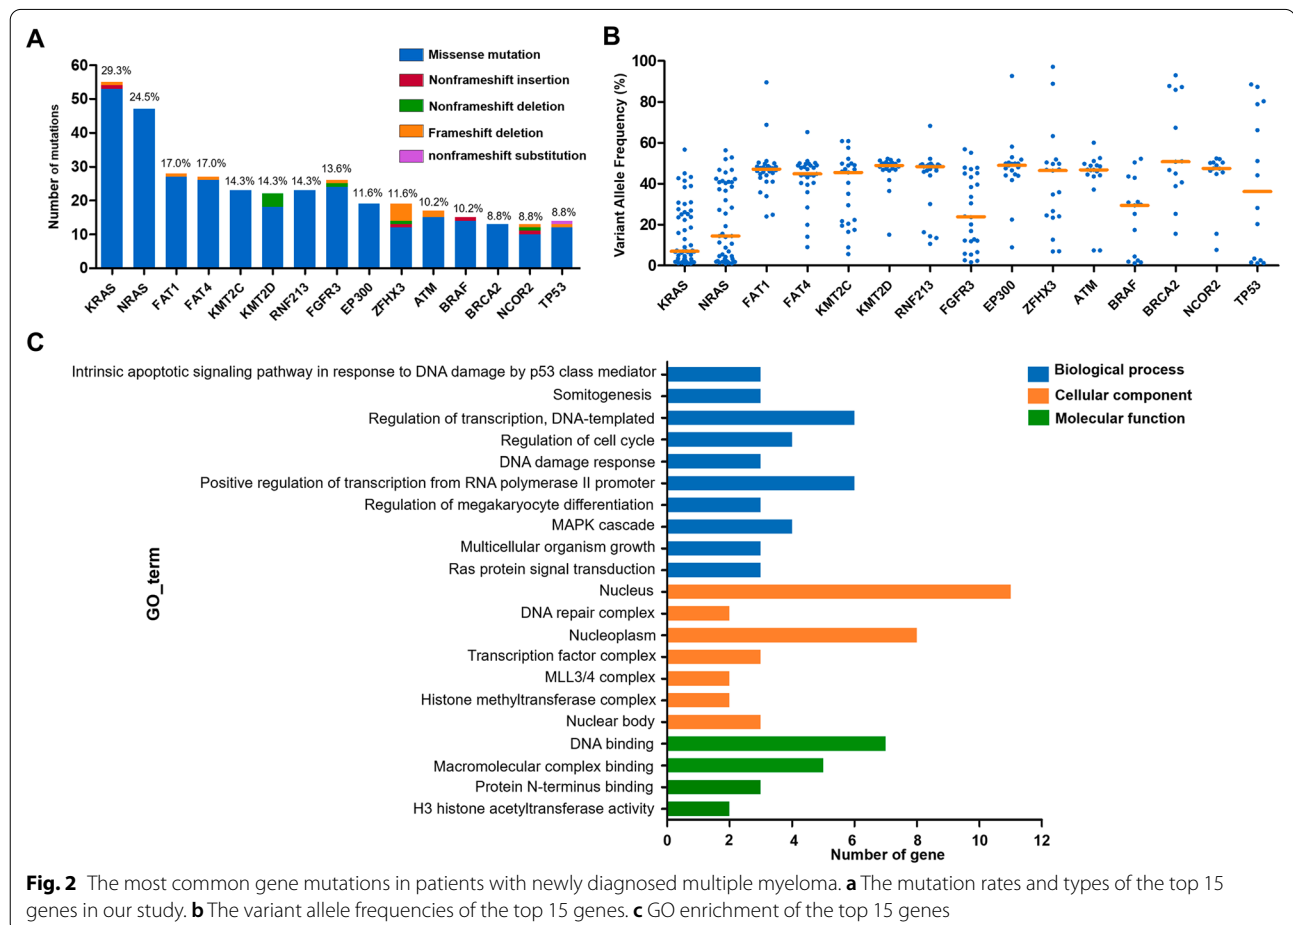 A
Missense mutation
Nonframeshift insertion
Nonframeshift deletion
Frameshift deletion
nonframeshift substitution
Number of mutations
60
50
40
30
20
10
0
29.3%
24.5%
17.0%
17.0%
14.3%
14.3%
14.3%
13.6%
11.6%
11.6%
10.2%
10.2%
8.8%
8.8%
8.8%
KRAS
NRAS
FAT1
FAT4
KMT2C
KMT2D
RNF213
FGFR3
EP300
ZFHX3
ATM
BRAF
BRCA2
NCOR2
TP53
B
Variant Allele Frequency (%)
100
80
60
40
20
0
KRAS
NRAS
FAT1
FAT4
KMT2C
KMT2D
RNF213
FGFR3
EP300
ZFHX3
ATM
BRAF
BRCA2
NCOR2
TP53
C
GO_term
Intrinsic apoptotic signaling pathway in response to DNA damage by p53 class mediator
Somitogenesis
Regulation of transcription, DNA-templated
Regulation of cell cycle
DNA damage response
Positive regulation of transcription from RNA polymerase II promoter
Regulation of megakaryocyte differentiation
MAPK cascade
Multicellular organism growth
Ras protein signal transduction
Nucleus
DNA repair complex
Nucleoplasm
Transcription factor complex
MLL3/4 complex
Histone methyltransferase complex
Nuclear body
DNA binding
Macromolecular complex binding
Protein N-terminus binding
H3 histone acetyltransferase activity
Biological process
Cellular component
Molecular function
0 2 4 6 8 10 12
Number of gene
Fig. 2 The most common gene mutations in patients with newly diagnosed multiple myeloma. a The mutation rates and types of the top 15
genes in our study. b The variant allele frequencies of the top 15 genes. c GO enrichment of the top 15 genes